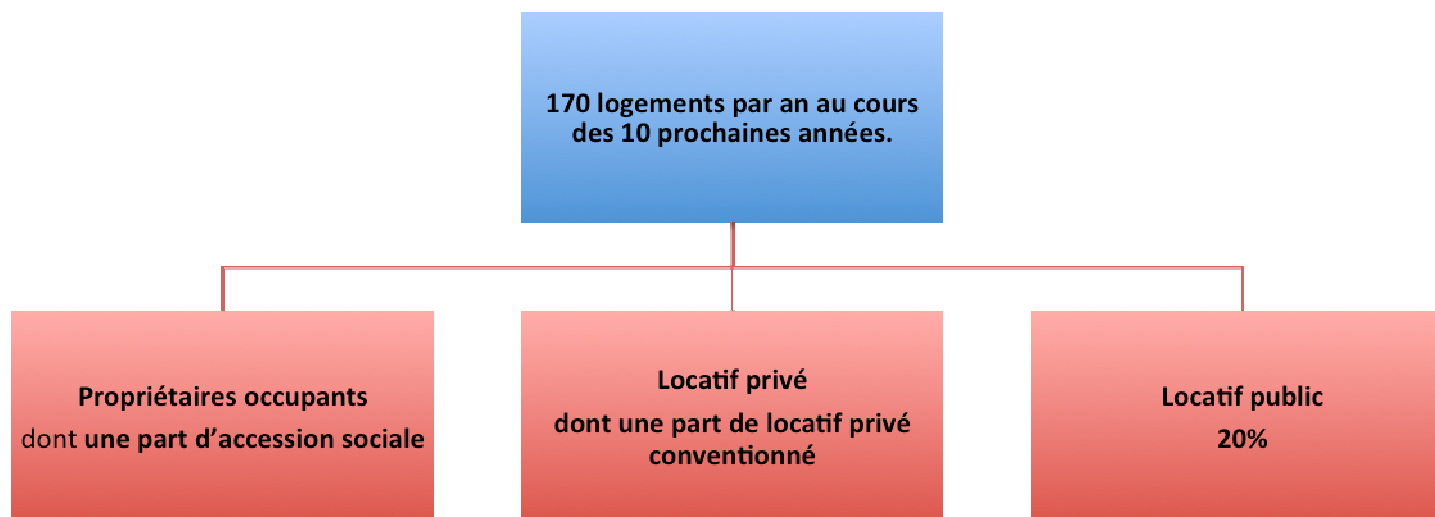 170 logements par an au cours
des 10 prochaines années.
Propriétaires occupants
dont une part d’accession sociale
Locatif privé
dont une part de locatif privé
conventionné
Locatif public
20%